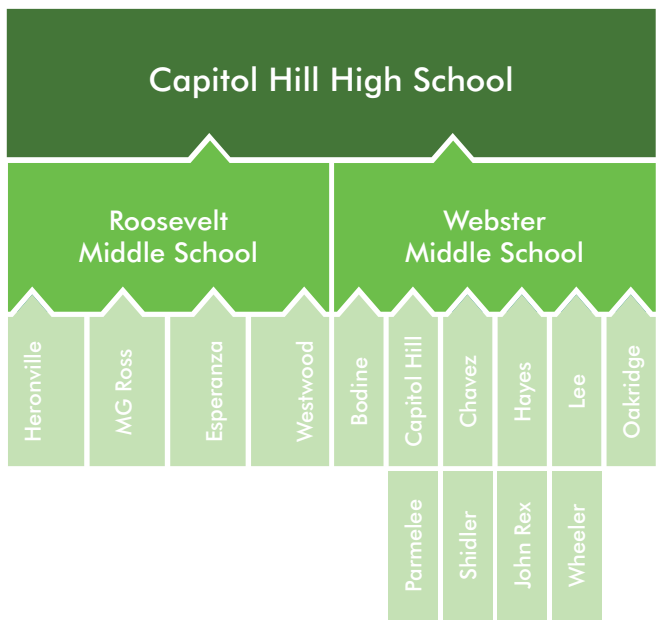 Capitol Hill High School
Roosevelt
Middle School
Webster
Middle School
Heronville
MG Ross
Esperanza
Westwood
Bodine
Capitol Hill
Chavez
Hayes
Lee
Oakridge
Parmelee
Shidler
John Rex
Wheeler